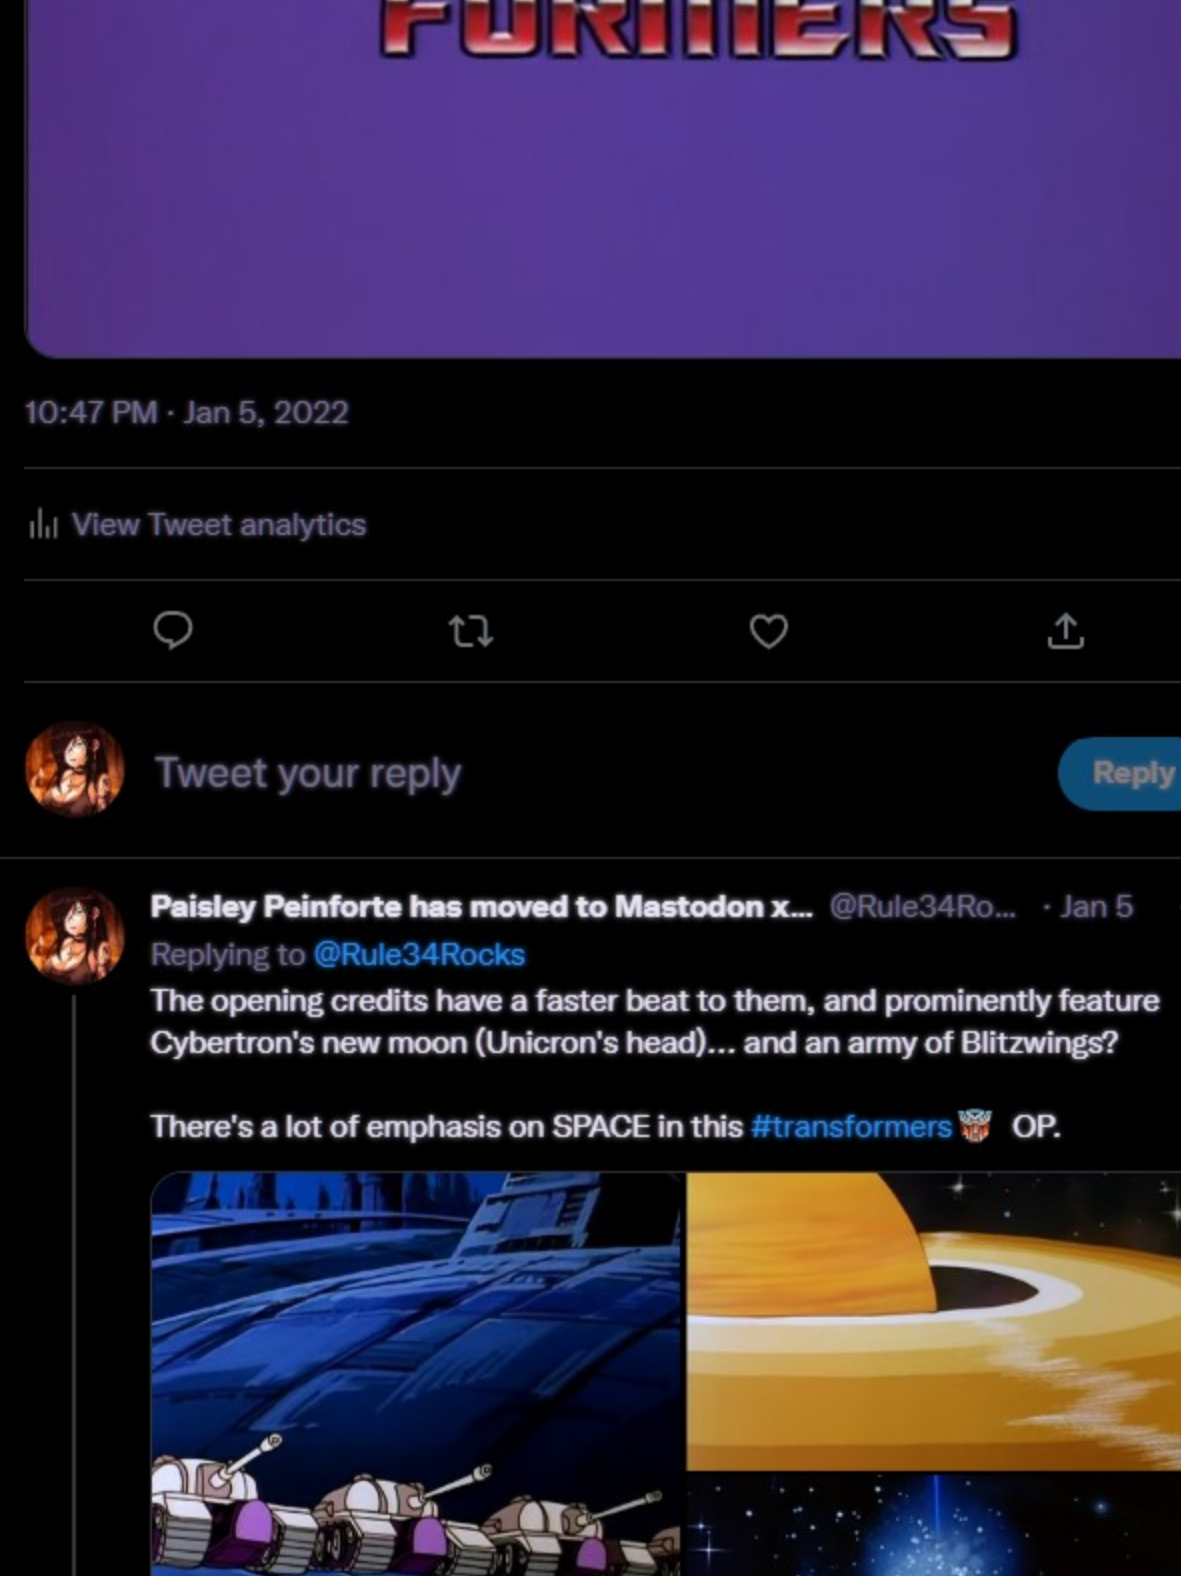 FORMERS
10:47 PM · Jan 5, 2022
View Tweet analytics
Tweet your reply
Reply
Paisley Peinforte has moved to Mastodon x... @Rule34Ro... · Jan 5
Replying to @Rule34Rocks
The opening credits have a faster beat to them, and prominently feature
Cybertron's new moon (Unicron's head)... and an army of Blitzwings?
There's a lot of emphasis on SPACE in this #transformers OP.